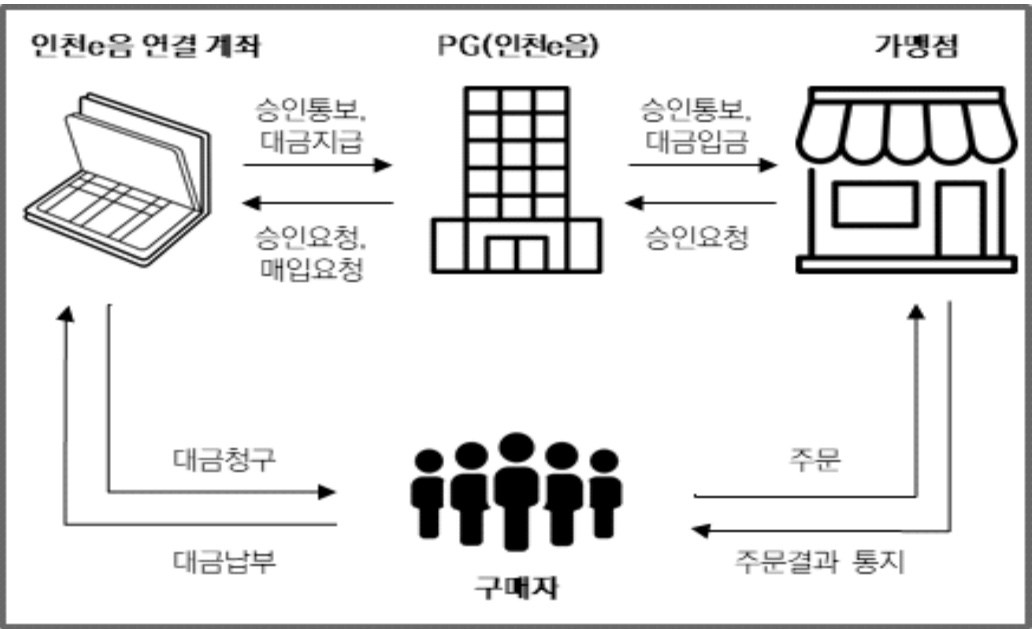 인천e음 연결 계좌
PG(인천e음)
가맹점
승인통보,
대금지급
승인통보,
대금입금
승인요청,
매입요청
승인요청
대금청구
주문
대금납부
주문결과 통지
구매자